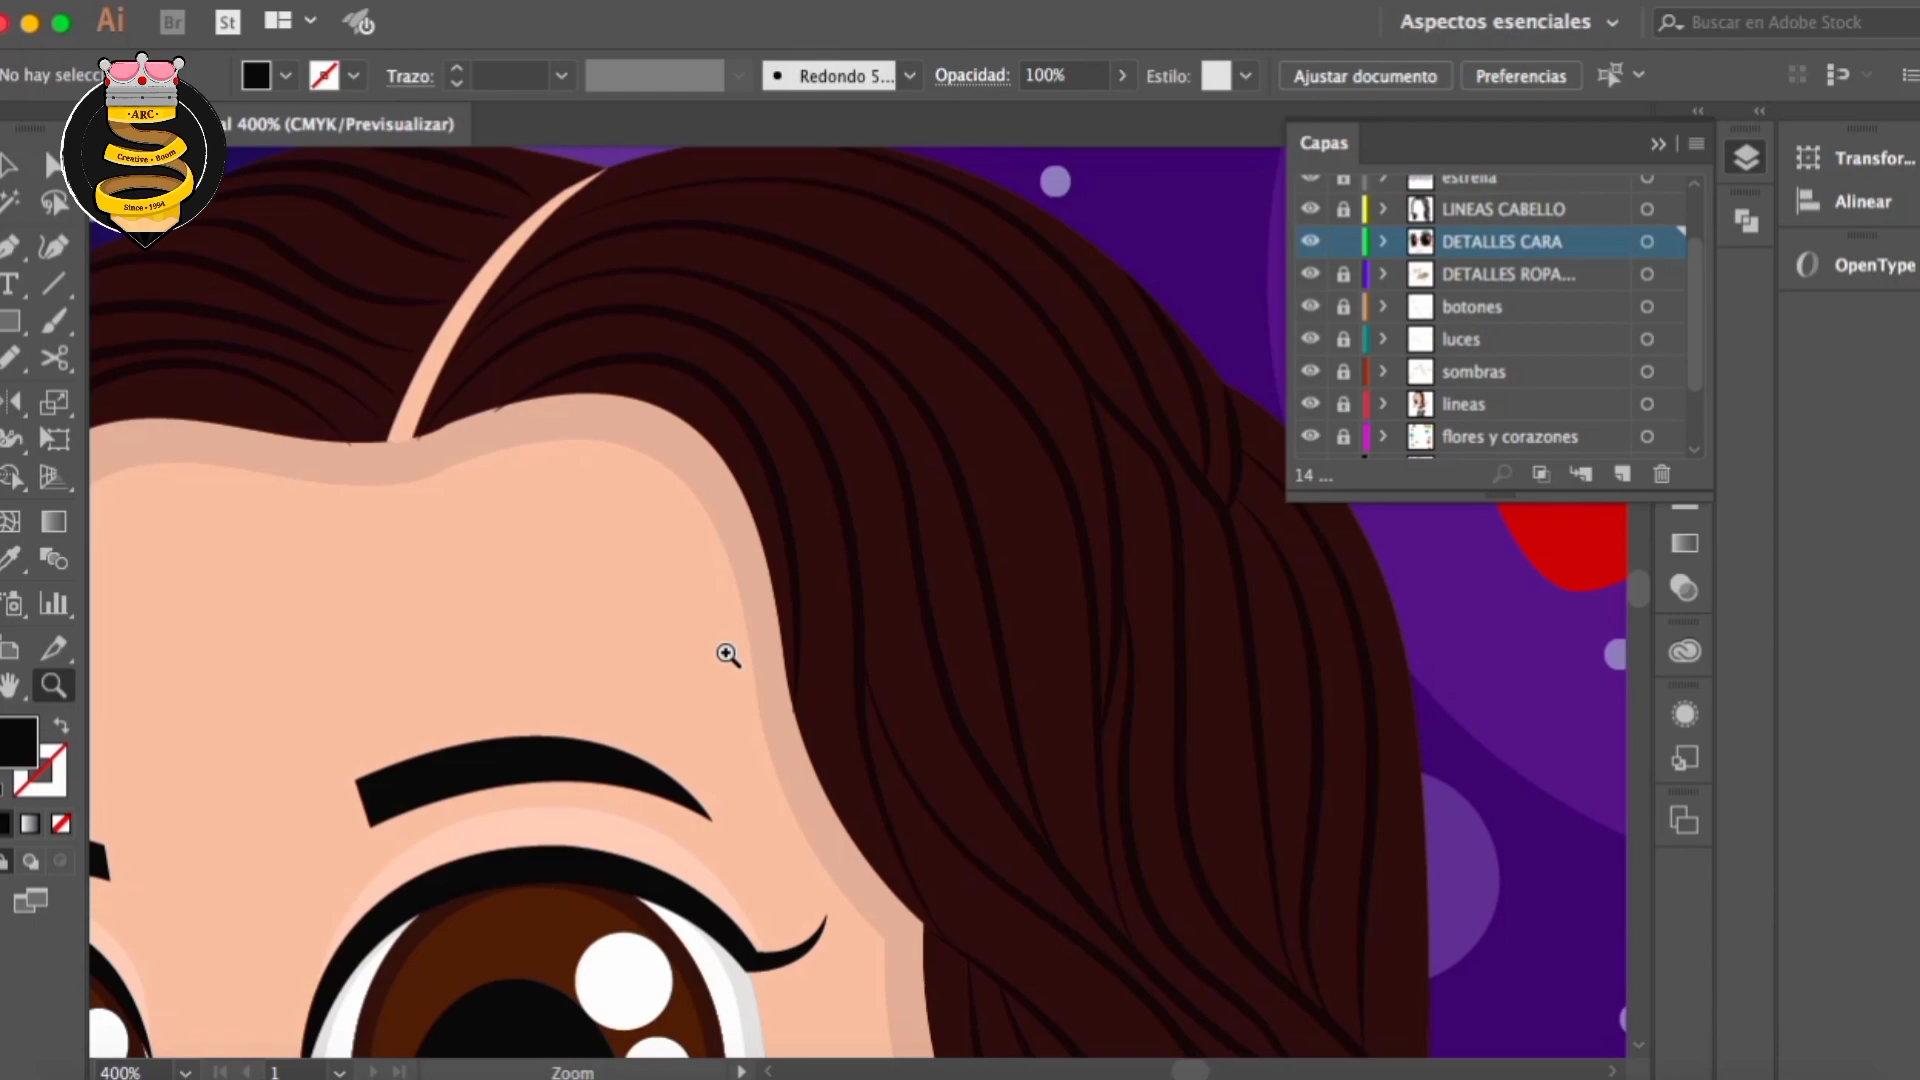 Ai
Br
St
Aspectos esenciales
Buscar en Adobe Stock
No hay selecc
Trazo:
Redondo 5...
Opacidad:
100%
Estilo:
Ajustar documento
Preferencias
al 400% (CMYK/Previsualizar)
·ARC·
Creative · Boom
Since · 1994
Capas
estrella
LINEAS CABELLO
DETALLES CARA
DETALLES ROPA...
botones
luces
sombras
lineas
flores y corazones
14 ...
Transfor...
Alinear
OpenType
400%
1
Zoom